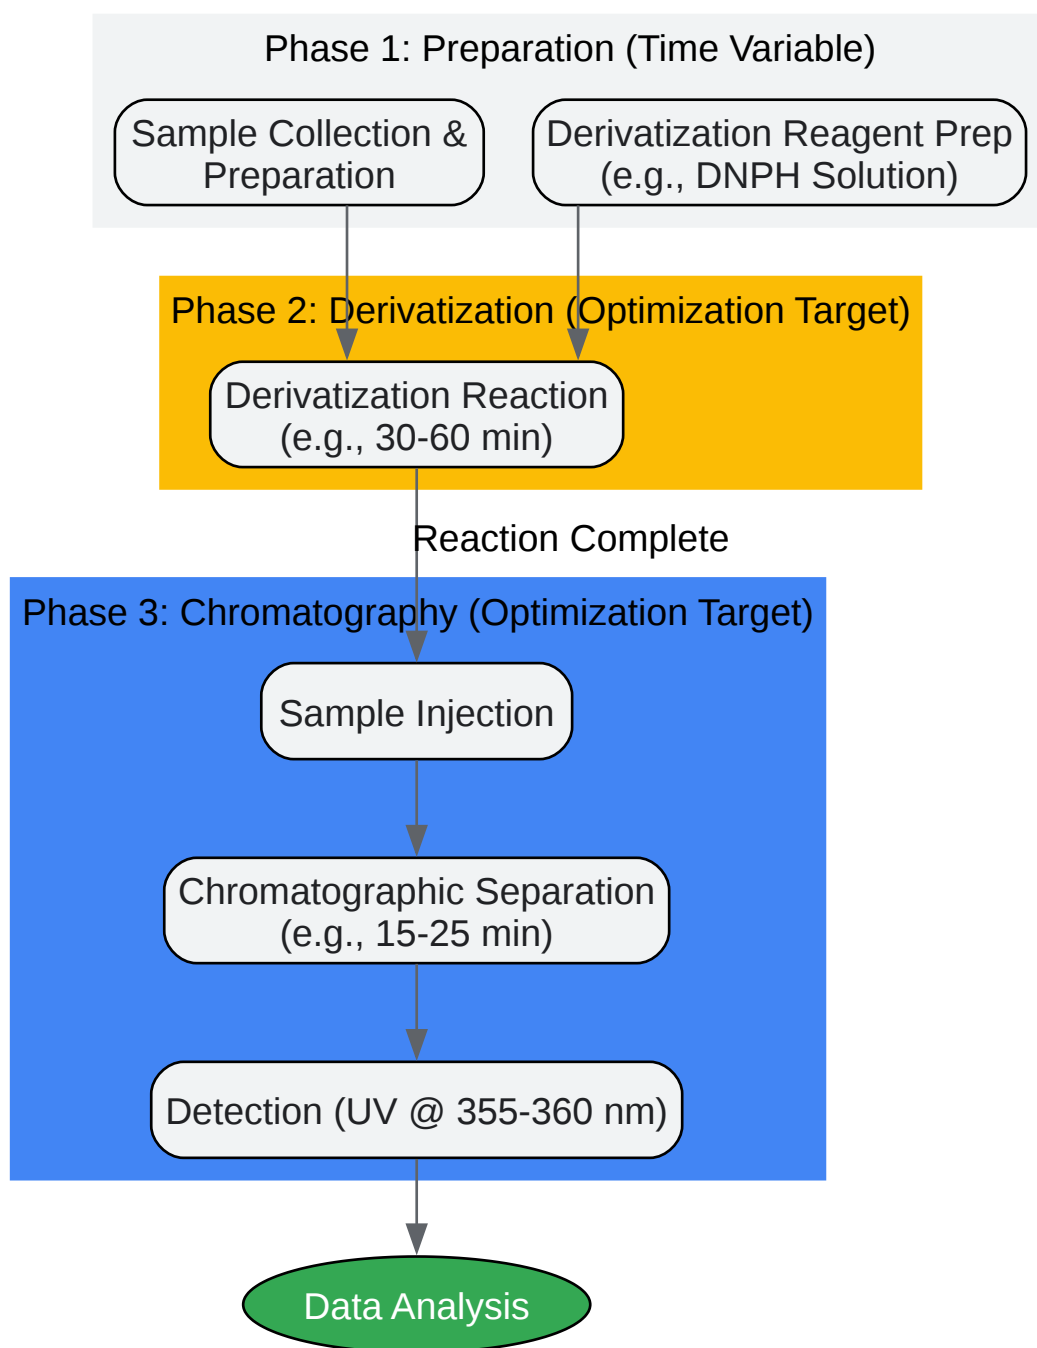 Phase 1: Preparation (Time Variable)
Sample Collection &
Preparation
Derivatization Reagent Prep
(e.g., DNPH Solution)
Phase 2: Derivatization (Optimization Target)
Derivatization Reaction
(e.g., 30-60 min)
Reaction Complete
Phase 3: Chromatography (Optimization Target)
Sample Injection
Chromatographic Separation
(e.g., 15-25 min)
Detection (UV @ 355-360 nm)
Data Analysis